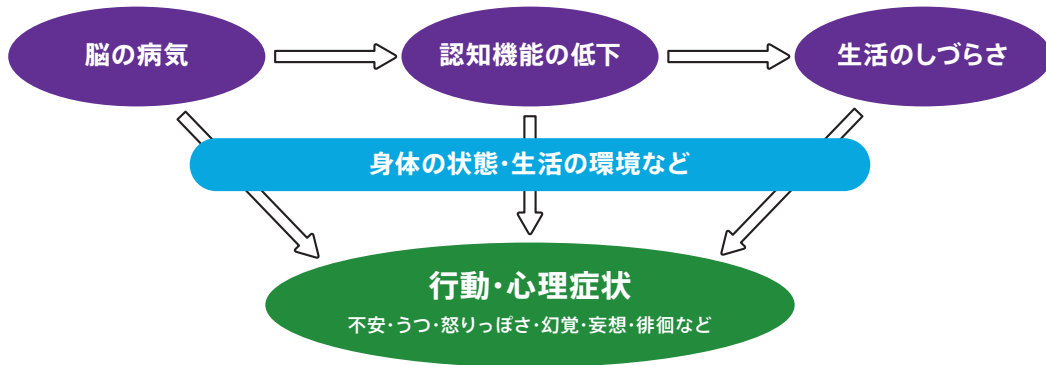 脳の病気
認知機能の低下
生活のしづらさ
身体の状態・生活の環境など
行動・心理症状
不安・うつ・怒りっぽさ・幻覚・妄想・徘徊など